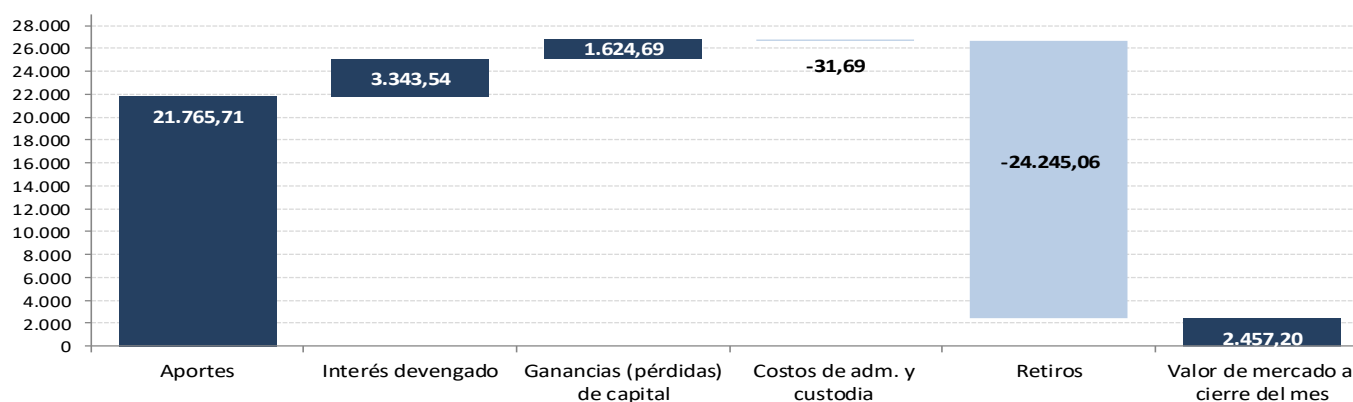 28.000
26.000
24.000
22.000
20.000
18.000
16.000
14.000
12.000
10.000
8.000
6.000
4.000
2.000
0
21.765,71
3.343,54
1.624,69
-31,69
-24.245,06
2.457,20
Aportes
Interés devengado
Ganancias (pérdidas)
de capital
Costos de adm. y
custodia
Retiros
Valor de mercado a
cierre del mes